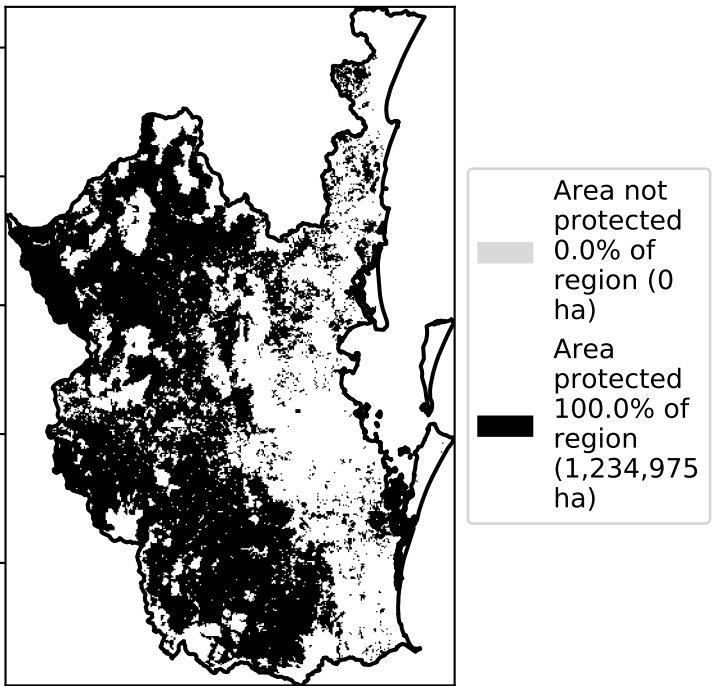 Area not
protected
0.0% of
region (0
ha)
Area
protected
100.0% of
region
(1,234,975
ha)